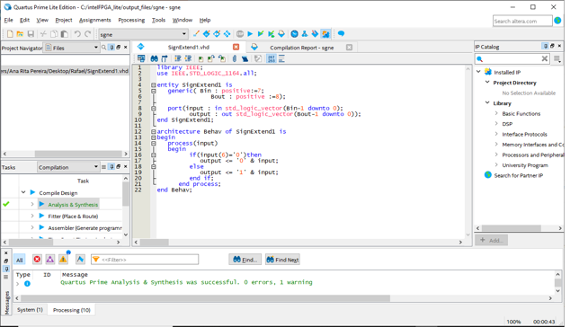 Quartus Prime Lite Edition - C:/intelFPGA_lite/output_files/sgne - sgne
File Edit View Project Assignments Processing Tools Window Help
Search altera.com
sgne
Project Navigator Files
ers/Ana Rita Pereira/Desktop/Rafael/SignExtend1.vhd
Tasks Compilation
Task
Compile Design
Analysis & Synthesis
Fitter (Place & Route)
Assembler (Generate programm
SignExtend1.vhd
Compilation Report - sgne
1 library IEEE;
2 use IEEE.STD_LOGIC_1164.all;
3
4 entity SignExtend1 is
5 generic( Bin : positive:=7;
6 Bout : positive :=8);
7
8 port(input : in std_logic_vector(Bin-1 downto 0);
9 output : out std_logic_vector(Bout-1 downto 0));
10 end SignExtend1;
11
12 architecture Behav of SignExtend1 is
13 begin
14 process(input)
15 begin
16 if(input(6)='0')then
17 output <= '0' & input;
18 else
19 output <= '1' & input;
20 end if;
21 end process;
22 end Behav;
IP Catalog
Installed IP
Project Directory
No Selection Available
Library
Basic Functions
DSP
Interface Protocols
Memory Interfaces and Co
Processors and Peripheral
University Program
Search for Partner IP
+ Add...
All
<<Filter>>
Find...
Find Next
Type ID Message
Quartus Prime Analysis & Synthesis was successful. 0 errors, 1 warning
Messages
System (1) Processing (10)
100% 00:00:43